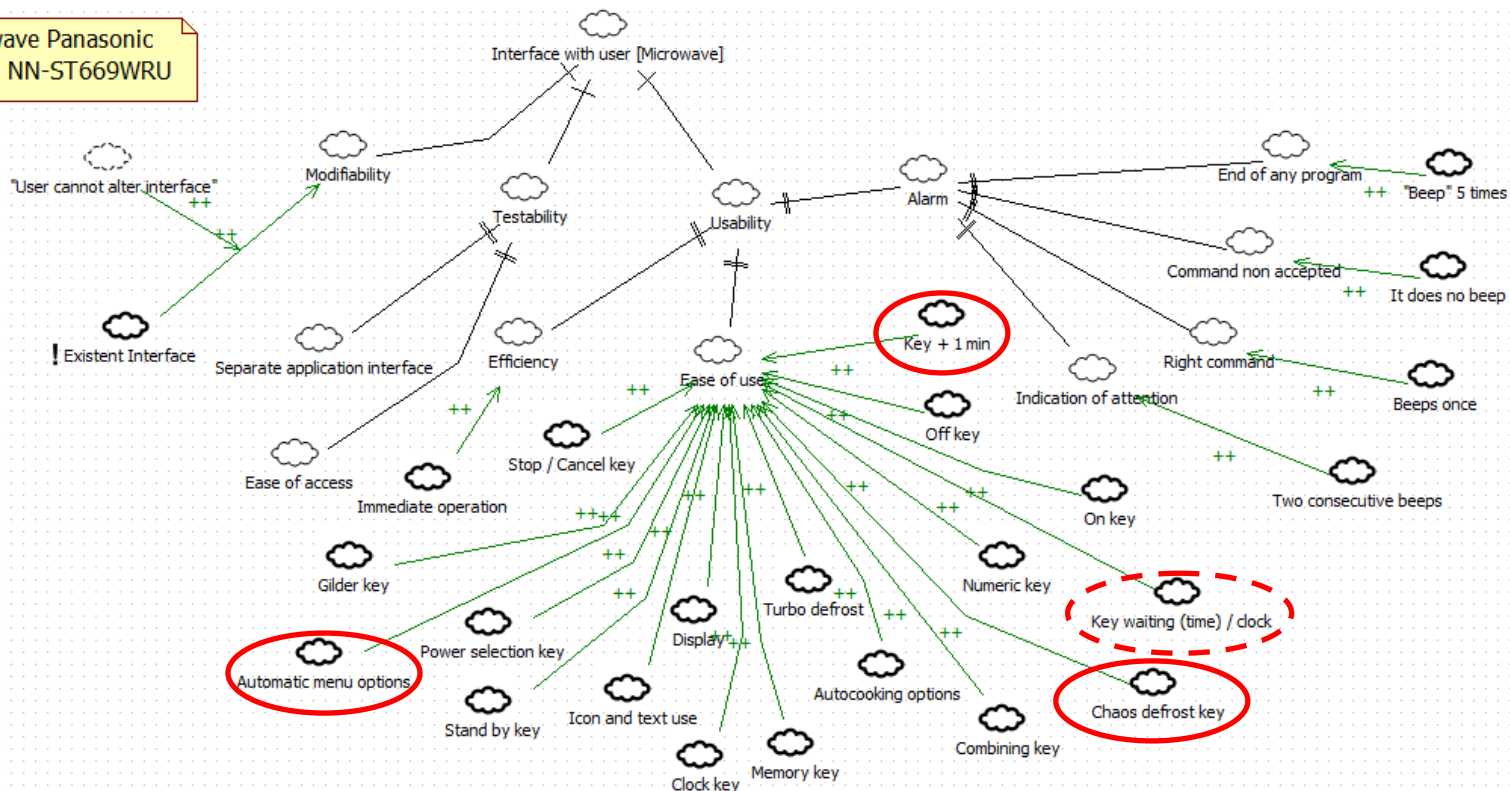 wave Panasonic
NN-ST669WRU
Interface with user [Microwave]
"User cannot alter interface"
Modifiability
Testability
Usability
Alarm
End of any program
"Beep" 5 times
++
++
++
Command non accepted
It does no beep
++
! Existent Interface
Separate application interface
Efficiency
Ease of use
Key + 1 min
++
Indication of attention
Right command
Beeps once
++
++
++
Off key
++
Stop / Cancel key
Ease of access
Immediate operation
++
Two consecutive beeps
On key
++
++
++
++
++
++
++
++
Gilder key
++
Numeric key
Turbo defrost
++
++
Key waiting (time) / clock
Display
++
++
++
++
Power selection key
Automatic menu options
Autocooking options
Chaos defrost key
Stand by key
Icon and text use
Combining key
Clock key
Memory key